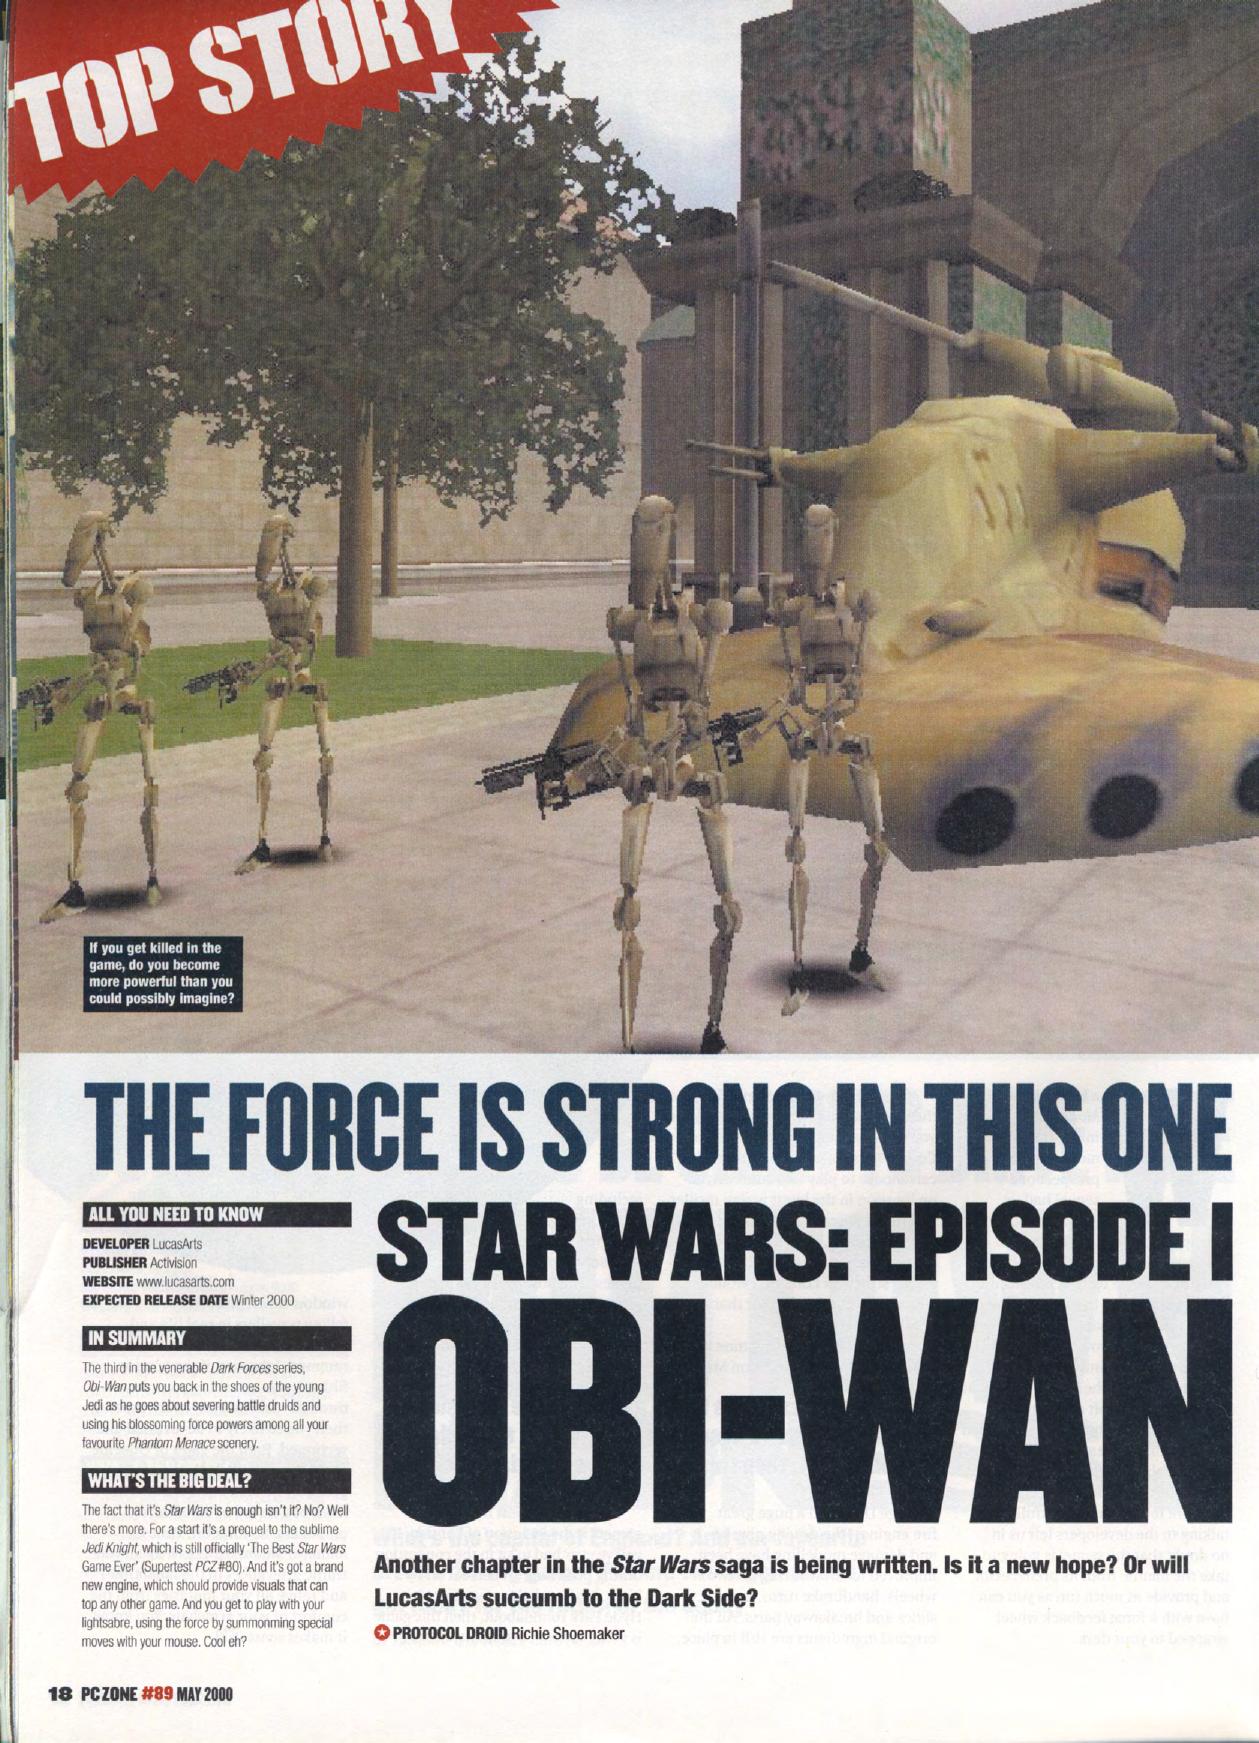 TOP STORY
If you get killed in the
game, do you become
more powerful than you
could possibly imagine?
THE FORCE IS STRONG IN THIS ONE
ALL YOU NEED TO KNOW
DEVELOPER LucasArts
PUBLISHER Activision
WEBSITE www.lucasarts.com
EXPECTED RELEASE DATE Winter 2000
IN SUMMARY
The third in the venerable Dark Forces series,
Obi-Wan puts you back in the shoes of the young
Jedi as he goes about severing battle druids and
using his blossoming force powers among all your
favourite Phantom Menace scenery.
WHAT'S THE BIG DEAL?
The fact that it's Star Wars is enough isn't it? No? Well
there's more. For a start it's a prequel to the sublime
Jedi Knight, which is still officially 'The Best Star Wars
Game Ever' (Supertest PCZ #80). And it's got a brand
new engine, which should provide visuals that can
top any other game. And you get to play with your
lightsabre, using the force by summonming special
moves with your mouse. Cool eh?
STAR WARS: EPISODE I
OBI-WAN
Another chapter in the Star Wars saga is being written. Is it a new hope? Or will
LucasArts succumb to the Dark Side?
PROTOCOL DROID Richie Shoemaker
18 PC ZONE #89 MAY 2000